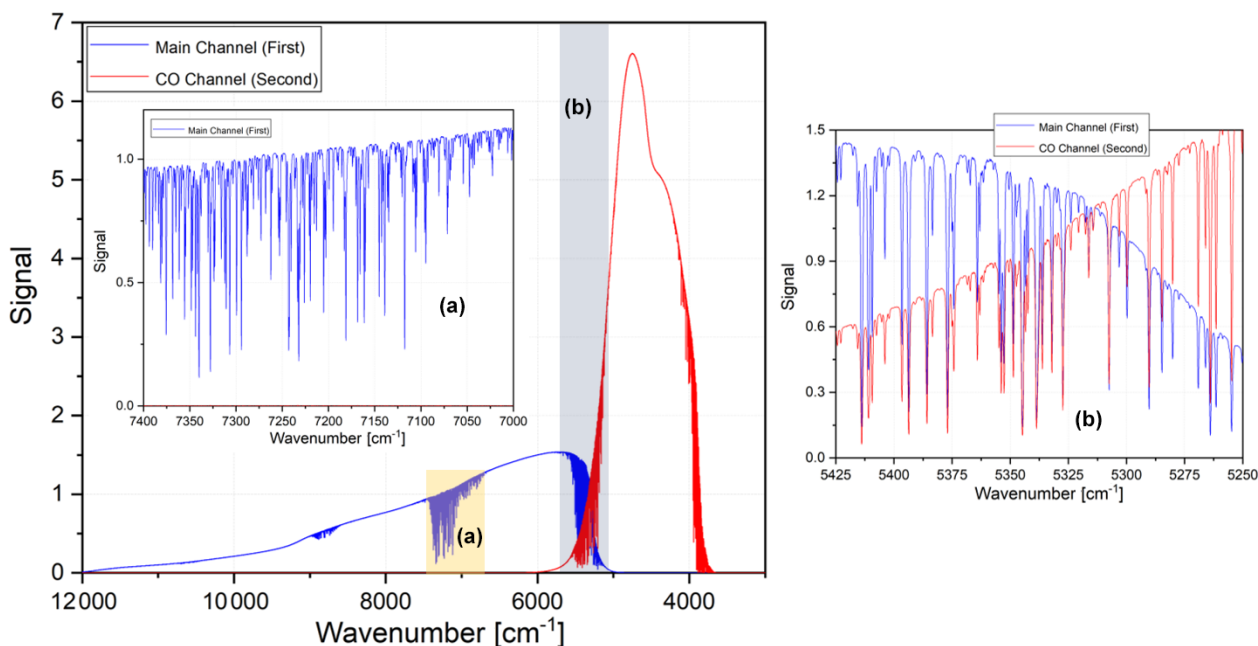 7
6
5
4
3
2
1
0
Signal
12000 10000 8000 6000 4000
Wavenumber [cm⁻¹]
Main Channel (First)
CO Channel (Second)
(b)
(a)
Main Channel (First)
1.0
0.5
0.0
Signal
(a)
7400 7350 7300 7250 7200 7150 7100 7050 7000
Wavenumber [cm⁻¹]
Main Channel (First)
CO Channel (Second)
1.5
1.2
0.9
0.6
0.3
0.0
Signal
(b)
5425 5400 5375 5350 5325 5300 5275 5250
Wavenumber [cm⁻¹]